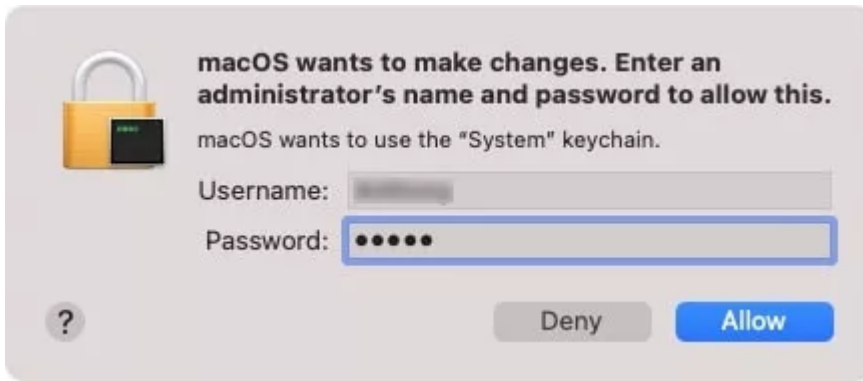 macOS wants to make changes. Enter an
administrator’s name and password to allow this.
macOS wants to use the “System” keychain.
Username:
Password: •••••
?
Deny
Allow